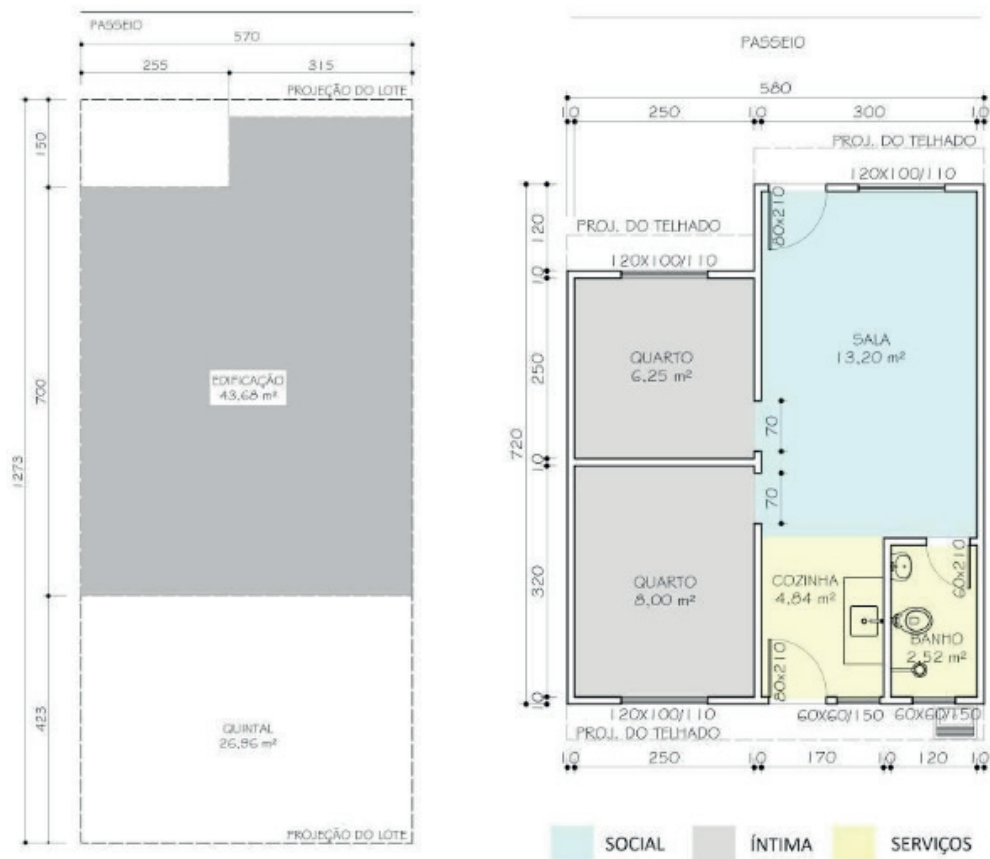 PASSEIO
570
255
315
PROJEÇÃO DO LOTE
150
700
1273
EDIFICAÇÃO
43,68 m²
423
QUINTAL
26,96 m²
PROJEÇÃO DO LOTE
PASSEIO
580
10
250
10
300
10
PROJ. DO TELHADO
120X100/110
80x210
PROJ. DO TELHADO
120X100/110
120
10
250
720
10
320
10
QUARTO
6,25 m²
SALA
13,20 m²
70
70
QUARTO
8,00 m²
COZINHA
4,84 m²
60x210
BANHO
2,52 m²
80x210
120X100/110
60X60/150
60X60/150
PROJ. DO TELHADO
10
250
10
170
10
120
10
SOCIAL
ÍNTIMA
SERVIÇOS